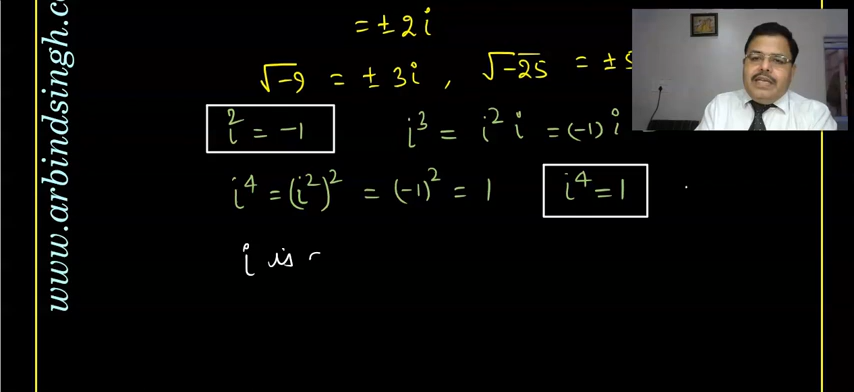 www.arbindsingh.c
= ± 2i
√-9 = ± 3i , √-25 = ±
i² = -1 i³ = i² i = (-1) i
i⁴ = (i²)² = (-1)² = 1 i⁴ = 1
i is